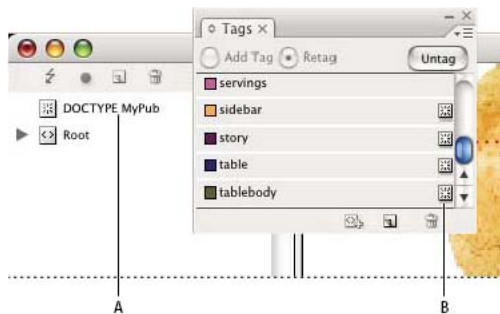 Tags ×
Add Tag Retag Untag
servings
sidebar
DOCTYPE MyPub
story
Root
table
tablebody
A B